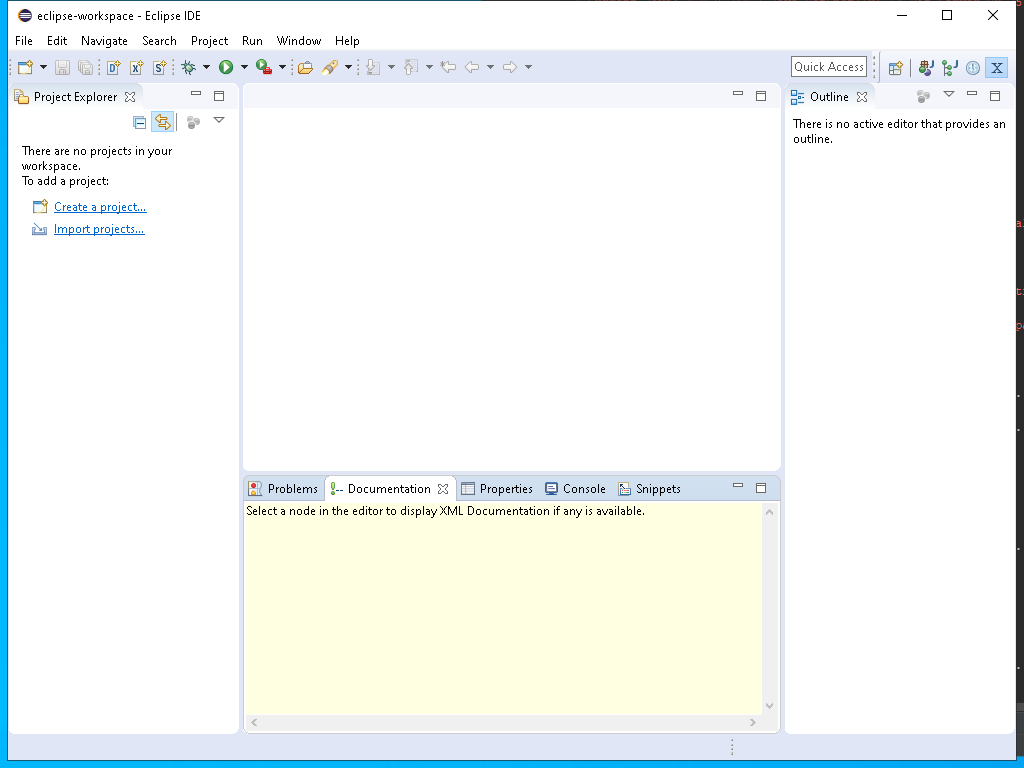 eclipse-workspace - Eclipse IDE
File Edit Navigate Search Project Run Window Help
Quick Access
Project Explorer
There are no projects in your
workspace.
To add a project:
Create a project...
Import projects...
Outline
There is no active editor that provides an
outline.
Problems Documentation Properties Console Snippets
Select a node in the editor to display XML Documentation if any is available.